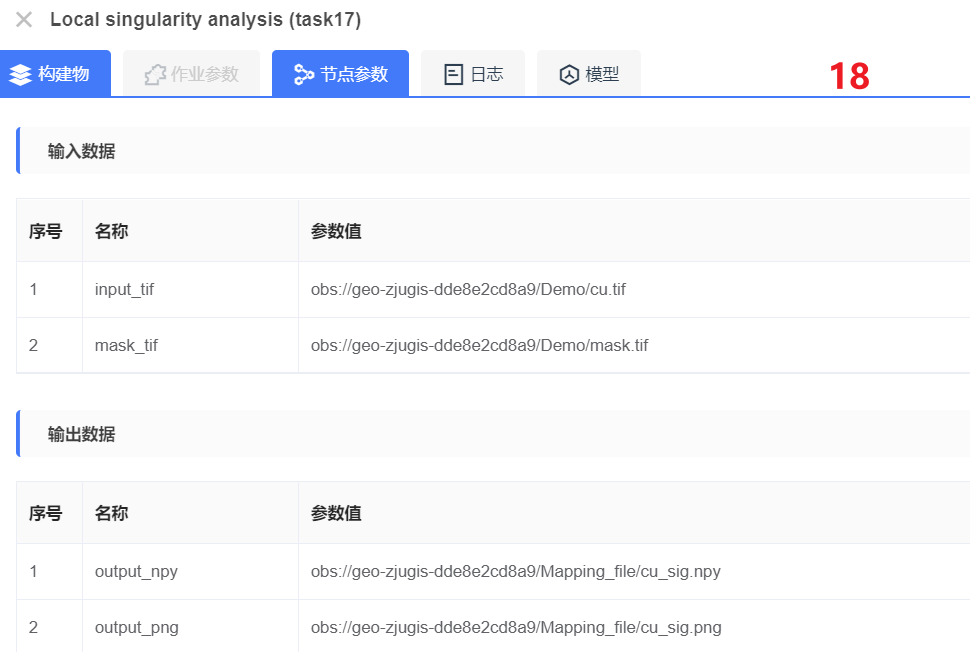 Local singularity analysis (task17)
构建物 作业参数 节点参数 日志 模型 18
输入数据
序号 名称 参数值
1 input_tif obs://geo-zjugis-dde8e2cd8a9/Demo/cu.tif
2 mask_tif obs://geo-zjugis-dde8e2cd8a9/Demo/mask.tif
输出数据
序号 名称 参数值
1 output_npy obs://geo-zjugis-dde8e2cd8a9/Mapping_file/cu_sig.npy
2 output_png obs://geo-zjugis-dde8e2cd8a9/Mapping_file/cu_sig.png